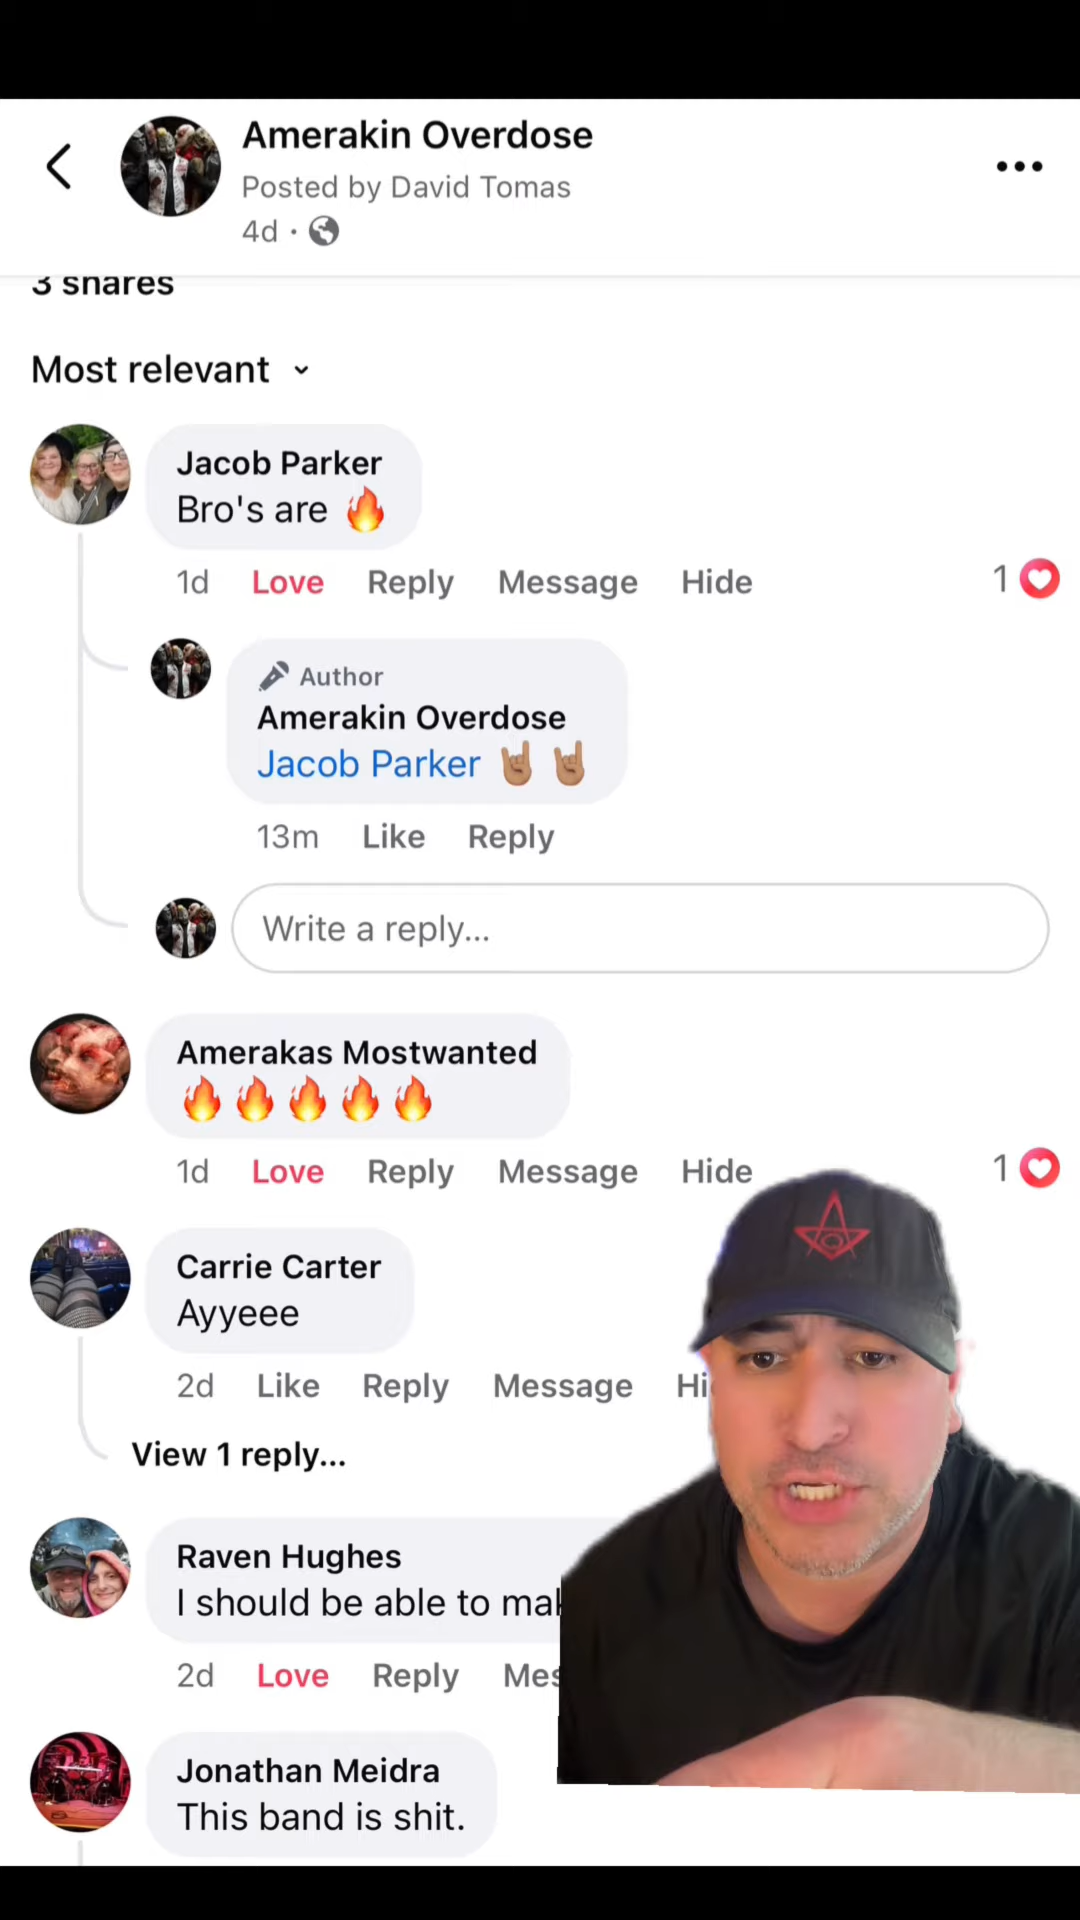 Amerakin Overdose
Posted by David Tomas
4d ·
3 shares
Most relevant
Jacob Parker
Bro's are 🔥
1d Love Reply Message Hide 1
Author
Amerakin Overdose
Jacob Parker 🤘🏽 🤘🏽
13m Like Reply
Write a reply...
Amerakas Mostwanted
🔥 🔥 🔥 🔥 🔥
1d Love Reply Message Hide 1
Carrie Carter
Ayyeee
2d Like Reply Message
View 1 reply...
Raven Hughes
I should be able to
2d Love Reply
Jonathan Meidra
This band is shit.